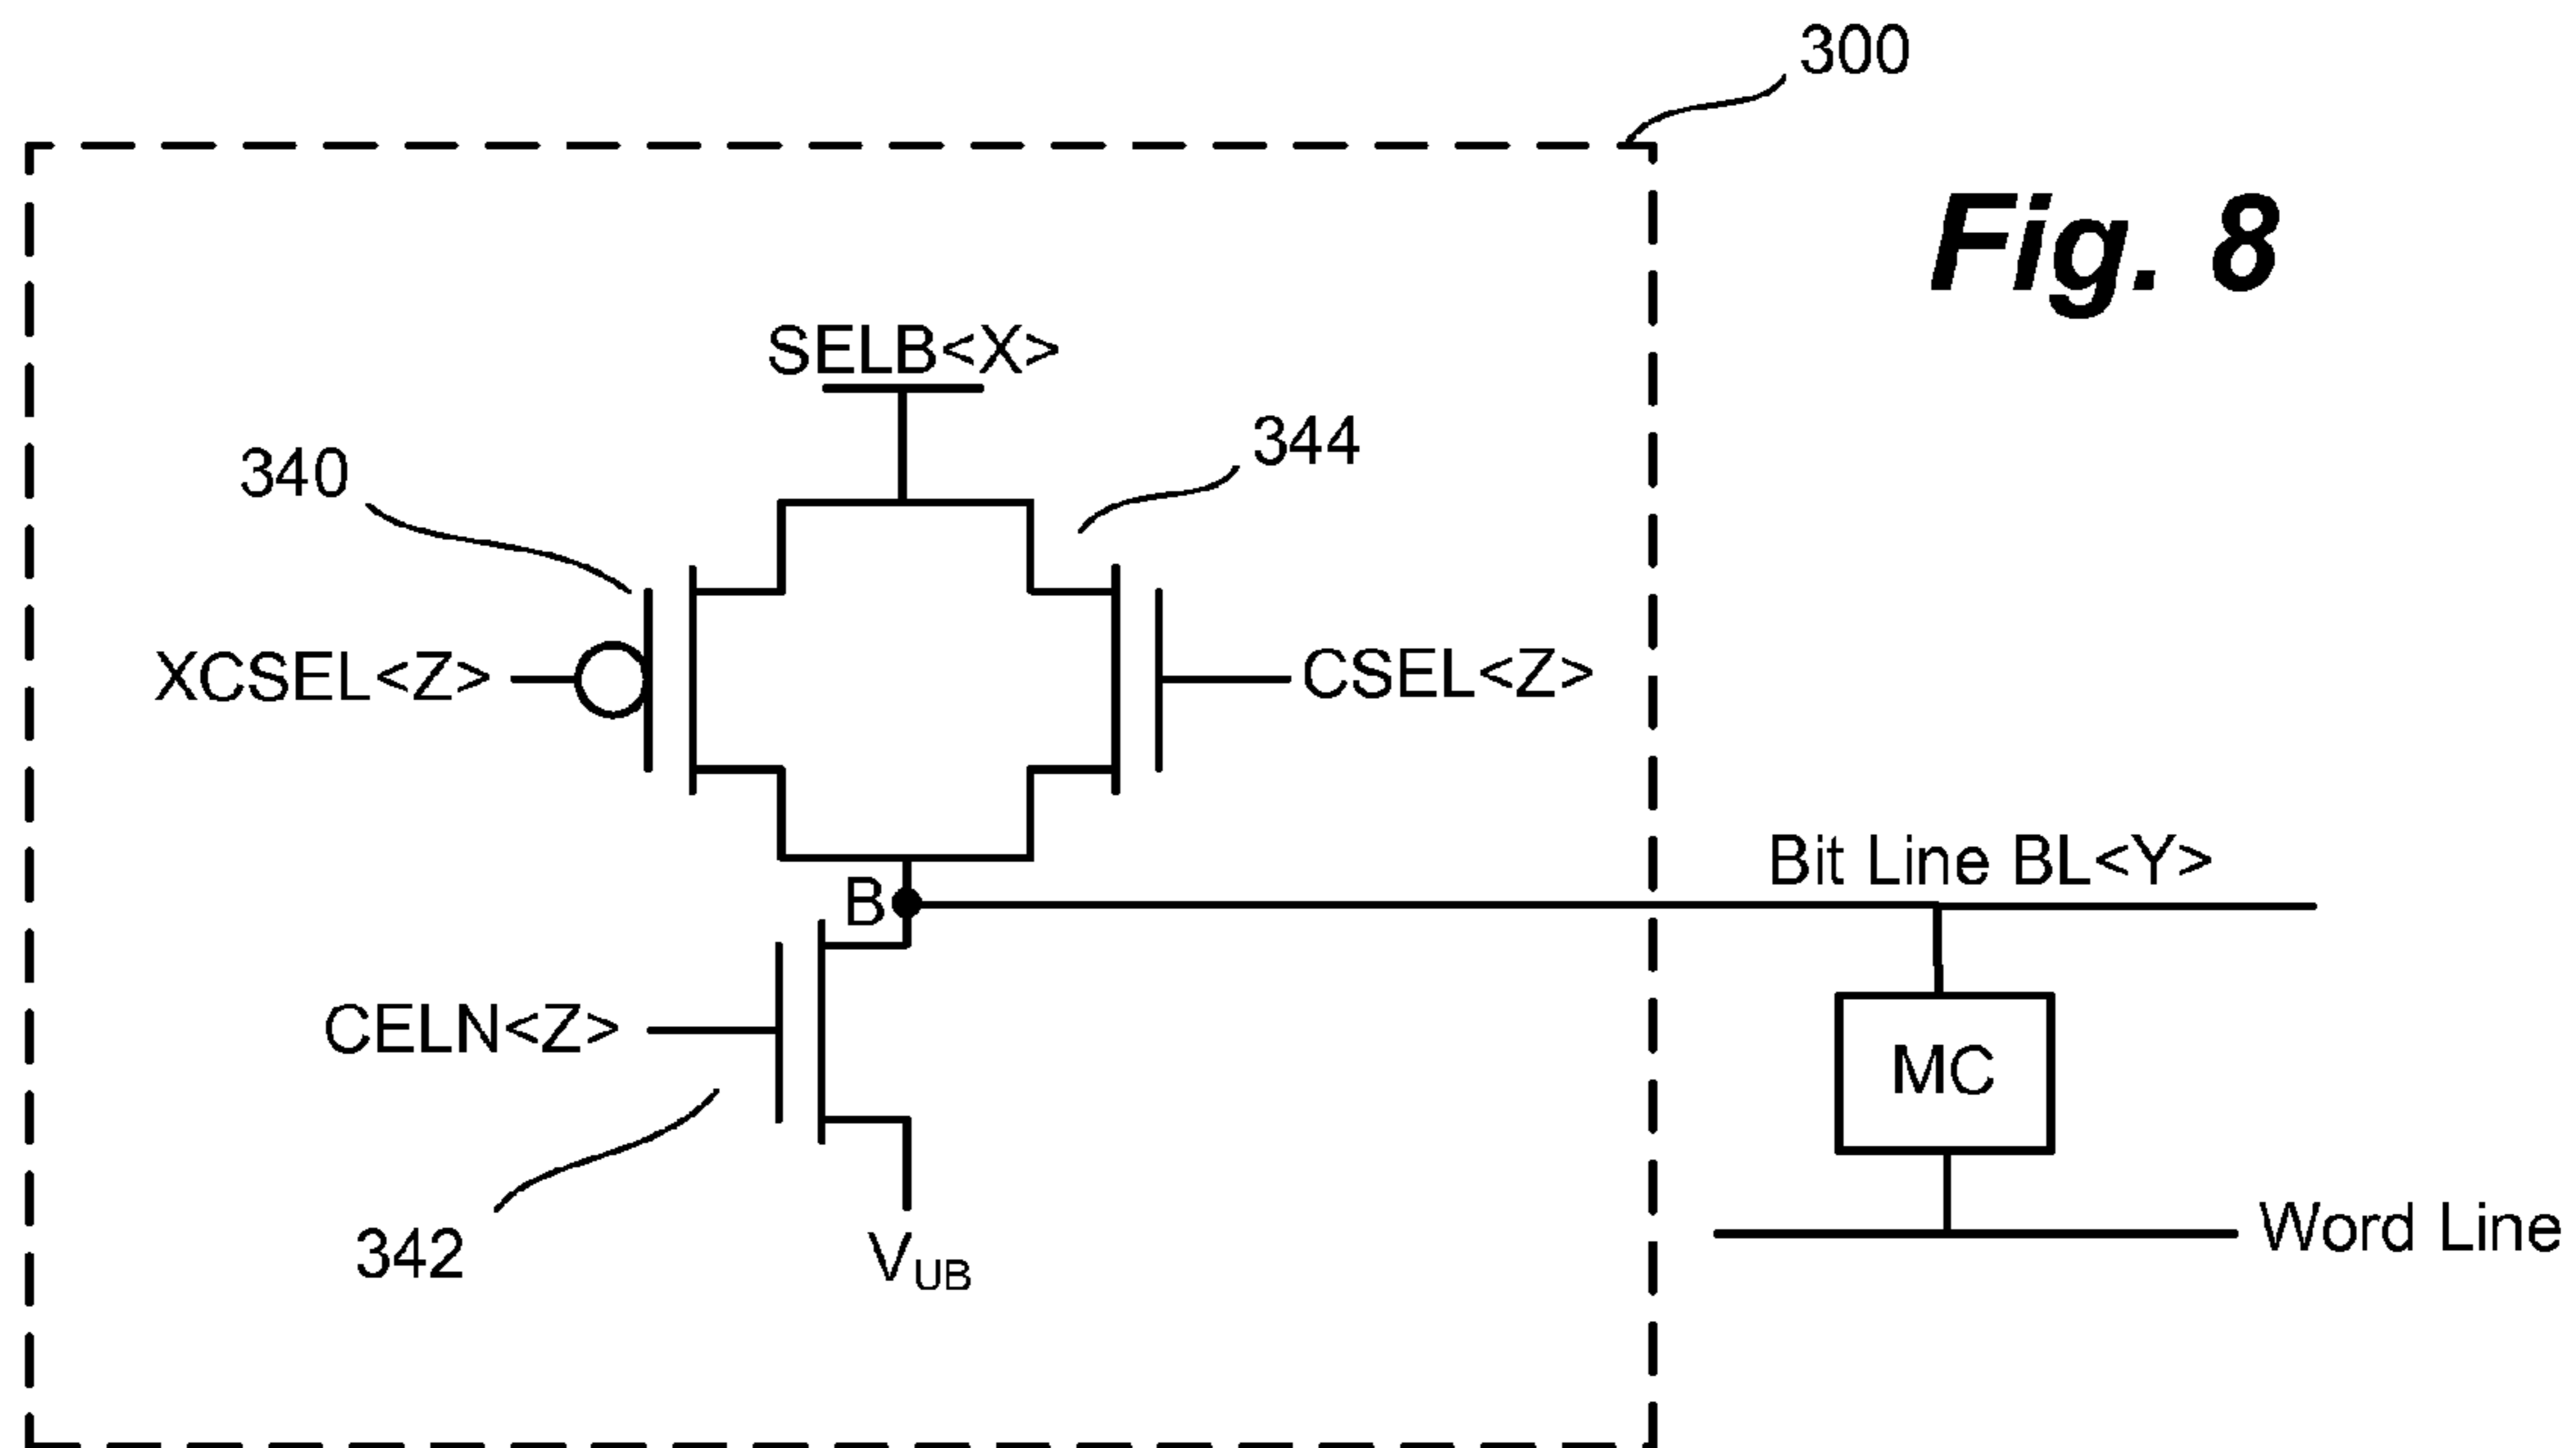 300
Fig. 8
SELB<X>
344
340
XCSEL<Z>
CSEL<Z>
Bit Line BL<Y>
B
CELN<Z>
MC
342
VUB
Word Line